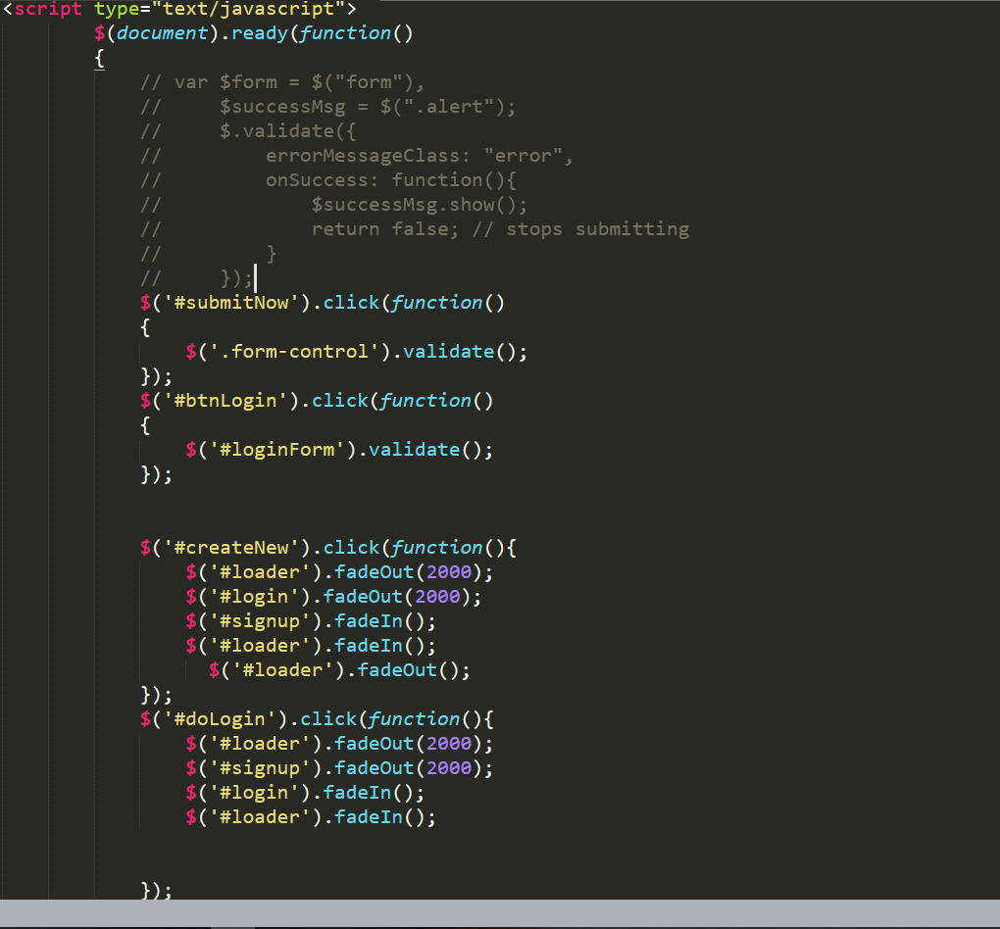 <script type="text/javascript">
$(document).ready(function()
{
// var $form = $("form"),
//     $successMsg = $(".alert");
//     $.validate({
//         errorMessageClass: "error",
//         onSuccess: function(){
//             $successMsg.show();
//             return false; // stops submitting
//         }
//     });
$('#submitNow').click(function()
{
$('.form-control').validate();
});
$('#btnLogin').click(function()
{
$('#loginForm').validate();
});
$('#createNew').click(function(){
$('#loader').fadeOut(2000);
$('#login').fadeOut(2000);
$('#signup').fadeIn();
$('#loader').fadeIn();
$('#loader').fadeOut();
});
$('#doLogin').click(function(){
$('#loader').fadeOut(2000);
$('#signup').fadeOut(2000);
$('#login').fadeIn();
$('#loader').fadeIn();
});